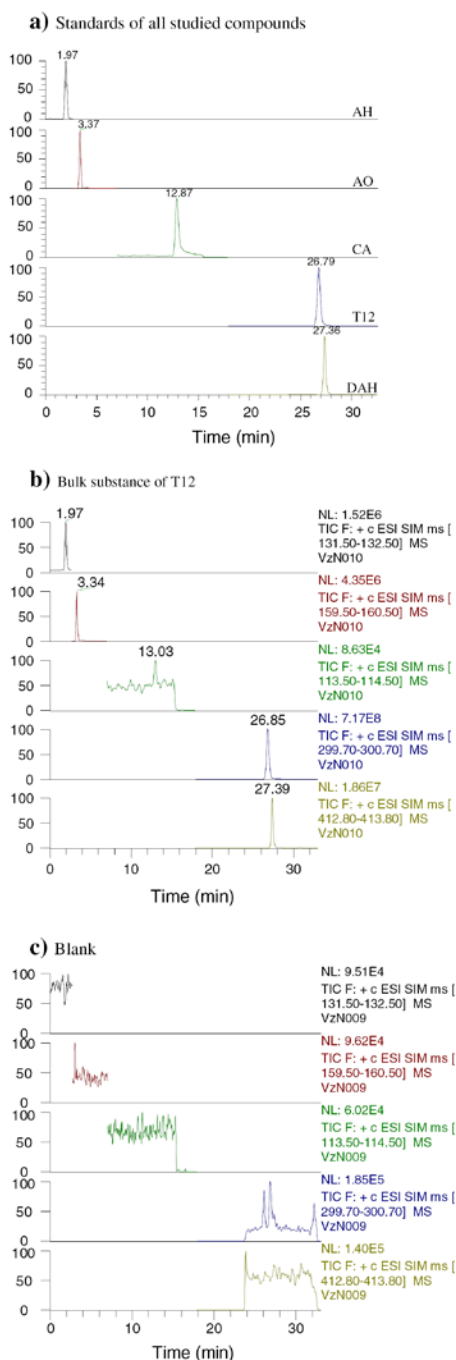 a) Standards of all studied compounds
1.97
100
50
0
AH
3.37
100
50
0
AO
12.87
100
50
0
CA
26.79
100
50
0
T12
27.36
100
50
0
DAH
0 5 10 15 20 25 30
Time (min)
b) Bulk substance of T12
1.97
100
50
0
NL: 1.52E6
TIC F: + c ESI SIM ms [
131.50-132.50] MS
VzN010
3.34
100
50
0
NL: 4.35E6
TIC F: + c ESI SIM ms [
159.50-160.50] MS
VzN010
13.03
100
50
0
NL: 8.63E4
TIC F: + c ESI SIM ms [
113.50-114.50] MS
VzN010
26.85
100
50
0
NL: 7.17E8
TIC F: + c ESI SIM ms [
299.70-300.70] MS
VzN010
27.39
100
50
0
NL: 1.86E7
TIC F: + c ESI SIM ms [
412.80-413.80] MS
VzN010
0 10 20 30
Time (min)
c) Blank
100
50
0
NL: 9.51E4
TIC F: + c ESI SIM ms [
131.50-132.50] MS
VzN009
100
50
0
NL: 9.62E4
TIC F: + c ESI SIM ms [
159.50-160.50] MS
VzN009
100
50
0
NL: 6.02E4
TIC F: + c ESI SIM ms [
113.50-114.50] MS
VzN009
100
50
0
NL: 1.85E5
TIC F: + c ESI SIM ms [
299.70-300.70] MS
VzN009
100
50
0
NL: 1.40E5
TIC F: + c ESI SIM ms [
412.80-413.80] MS
VzN009
0 10 20 30
Time (min)